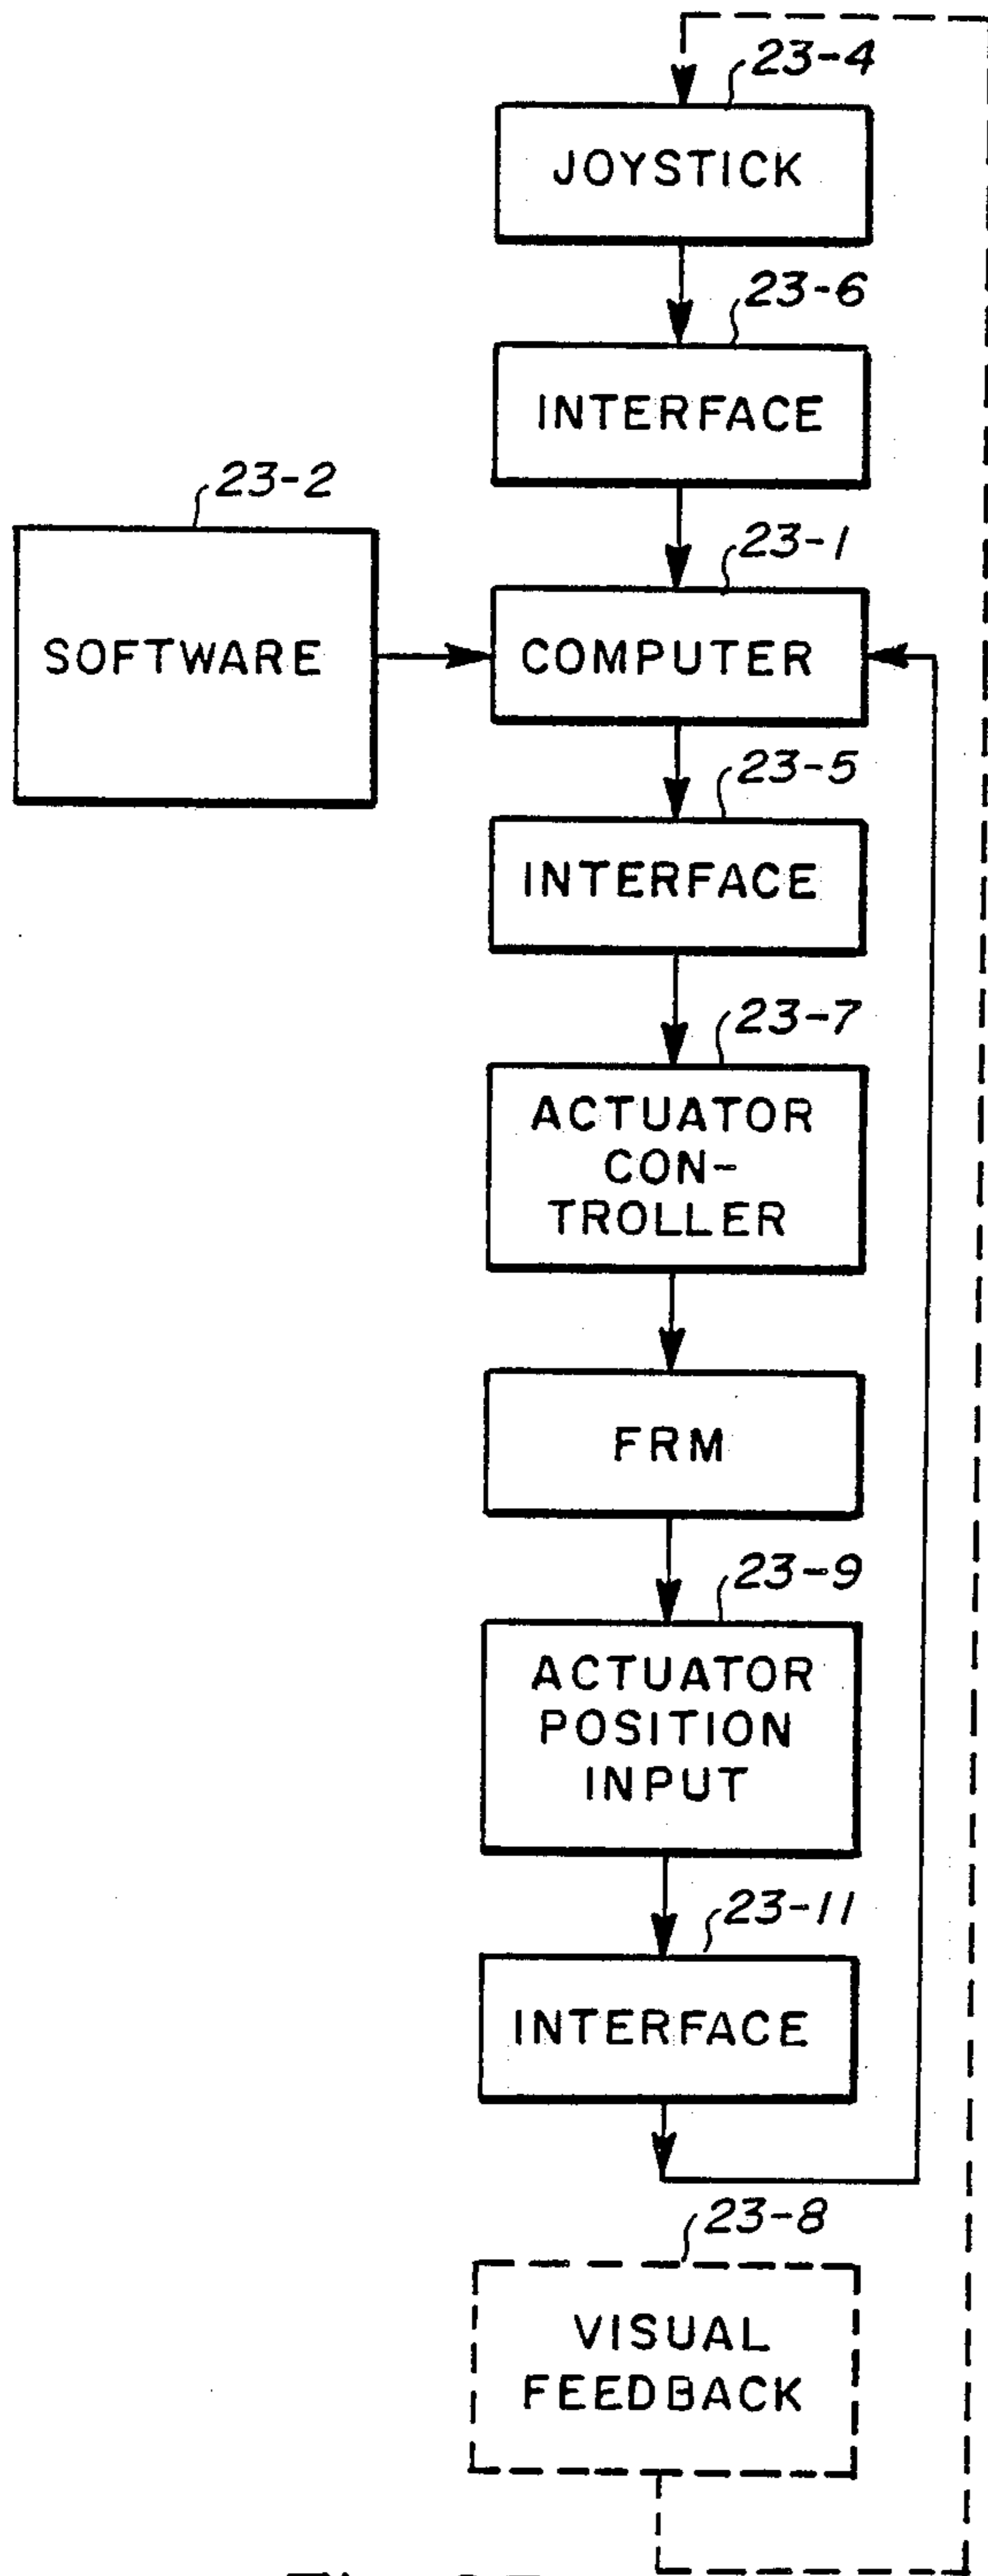 23-4
JOYSTICK
23-6
INTERFACE
23-2
SOFTWARE
23-1
COMPUTER
23-5
INTERFACE
23-7
ACTUATOR
CON-
TROLLER
FRM
23-9
ACTUATOR
POSITION
INPUT
23-11
INTERFACE
23-8
VISUAL
FEEDBACK